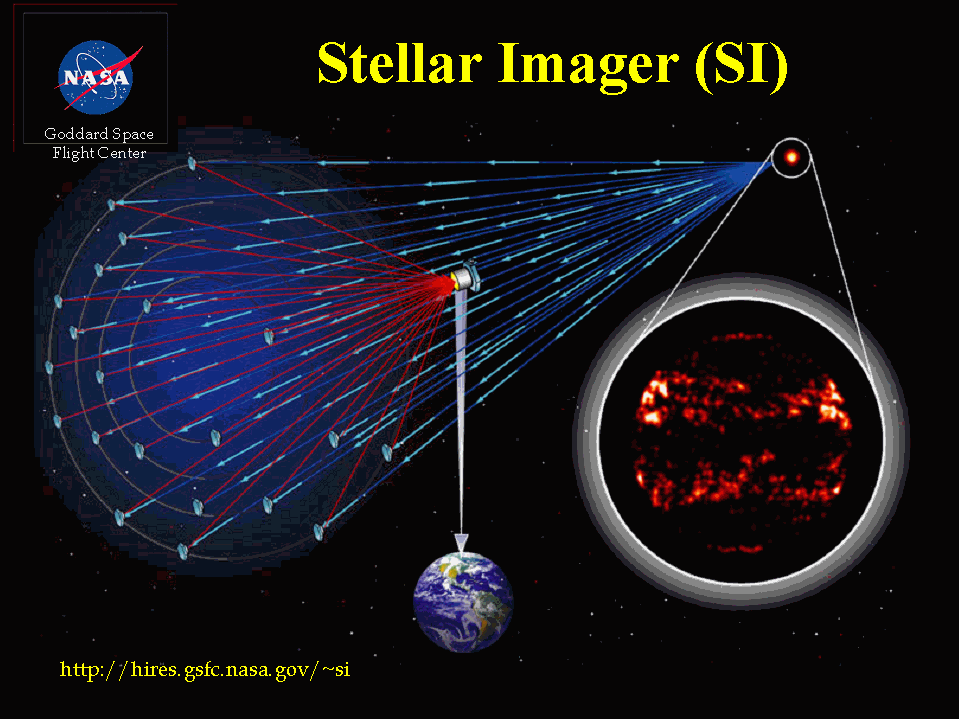 NASA
Stellar Imager (SI)
Goddard Space
Flight Center
http://hires.gsfc.nasa.gov/~si